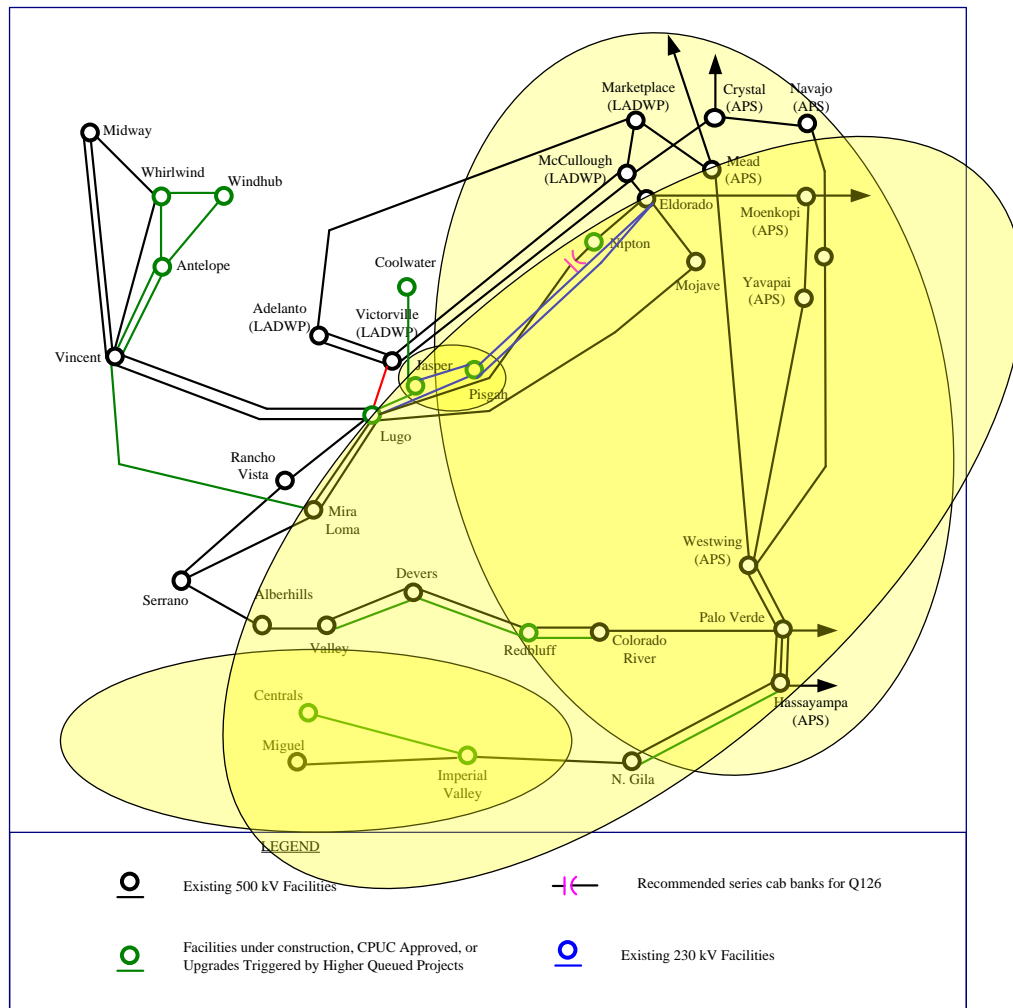 Marketplace
(LADWP)
Crystal
(APS)
Navajo
(APS)
Midway
McCullough
(LADWP)
Mead
(APS)
Whirlwind
Windhub
Eldorado
Moenkopi
(APS)
Nipton
Coolwater
Antelope
Mojave
Yavapai
(APS)
Adelanto
(LADWP)
Victorville
(LADWP)
Vincent
Jasper
Pisgah
Lugo
Rancho
Vista
Mira
Loma
Westwing
(APS)
Devers
Serrano
Alberhills
Palo Verde
Valley
Redbluff
Colorado
River
Centrals
Hassayampa
(APS)
Miguel
Imperial
Valley
N. Gila
LEGEND
Existing 500 kV Facilities
Recommended series cab banks for Q126
Facilities under construction, CPUC Approved, or
Upgrades Triggered by Higher Queued Projects
Existing 230 kV Facilities